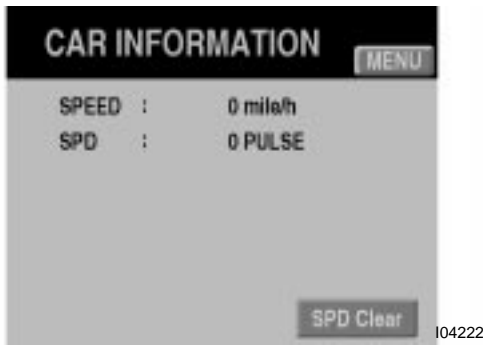 CAR INFORMATION
MENU
SPEED : 0 mile/h
SPD : 0 PULSE
SPD Clear
I04222